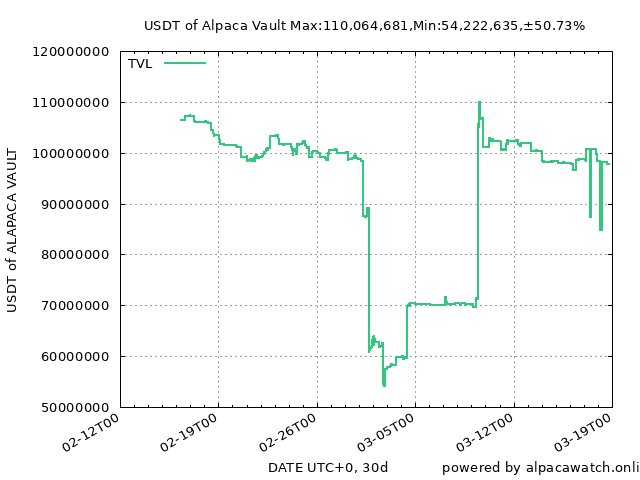 USDT of Alpaca Vault Max:110,064,681,Min:54,222,635,±50.73%
TVL
120000000
110000000
100000000
90000000
80000000
70000000
60000000
50000000
USDT of ALAPACA VAULT
02-12T00
02-19T00
02-26T00
03-05T00
03-12T00
03-19T00
DATE UTC+0, 30d
powered by alpacawatch.onli